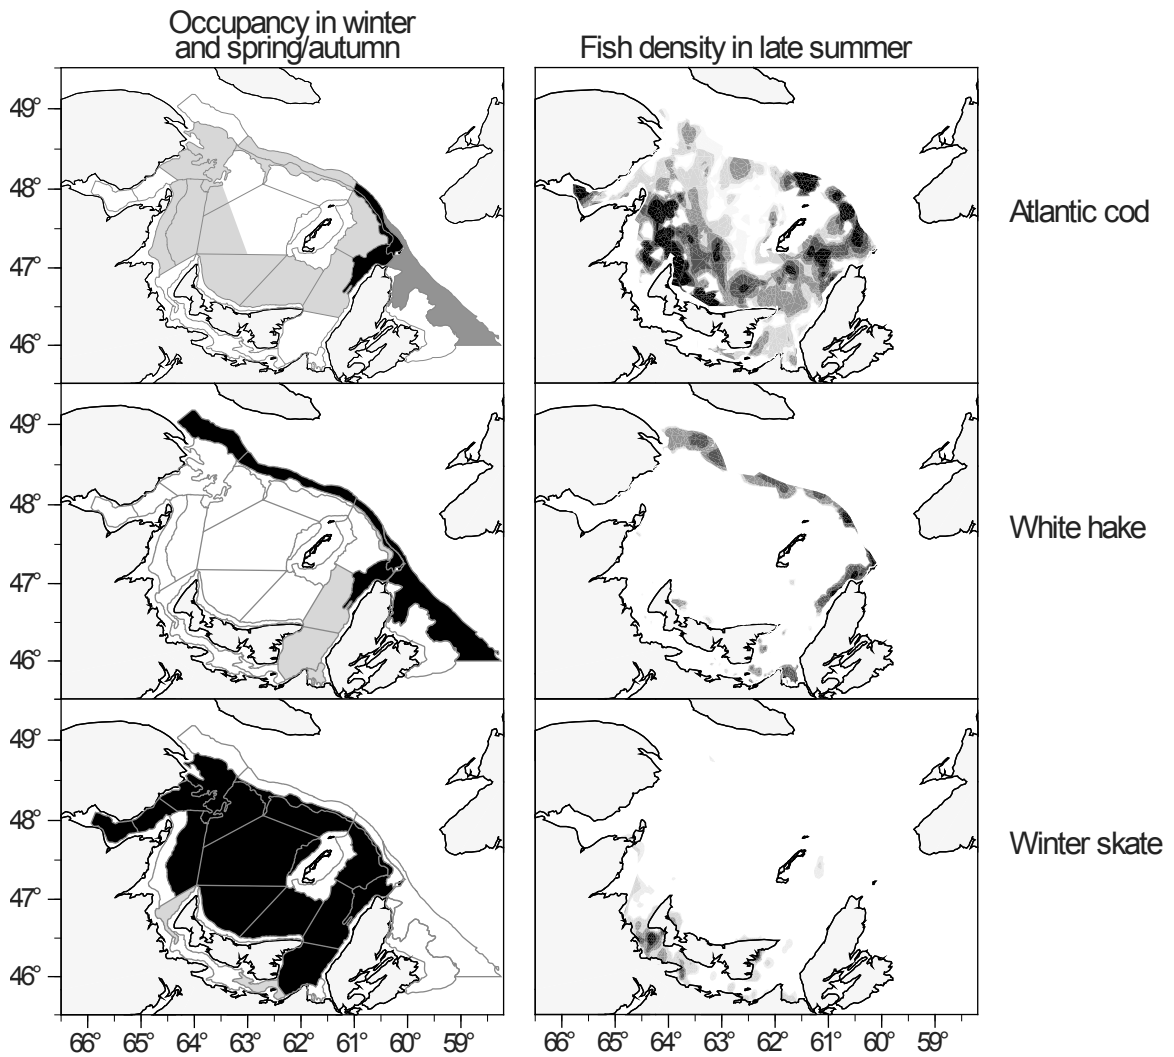 Occupancy in winter
and spring/autumn
Fish density in late summer
49°
48°
47°
46°
Atlantic cod
49°
48°
47°
46°
White hake
49°
48°
47°
46°
Winter skate
66° 65° 64° 63° 62° 61° 60° 59°
66° 65° 64° 63° 62° 61° 60° 59°